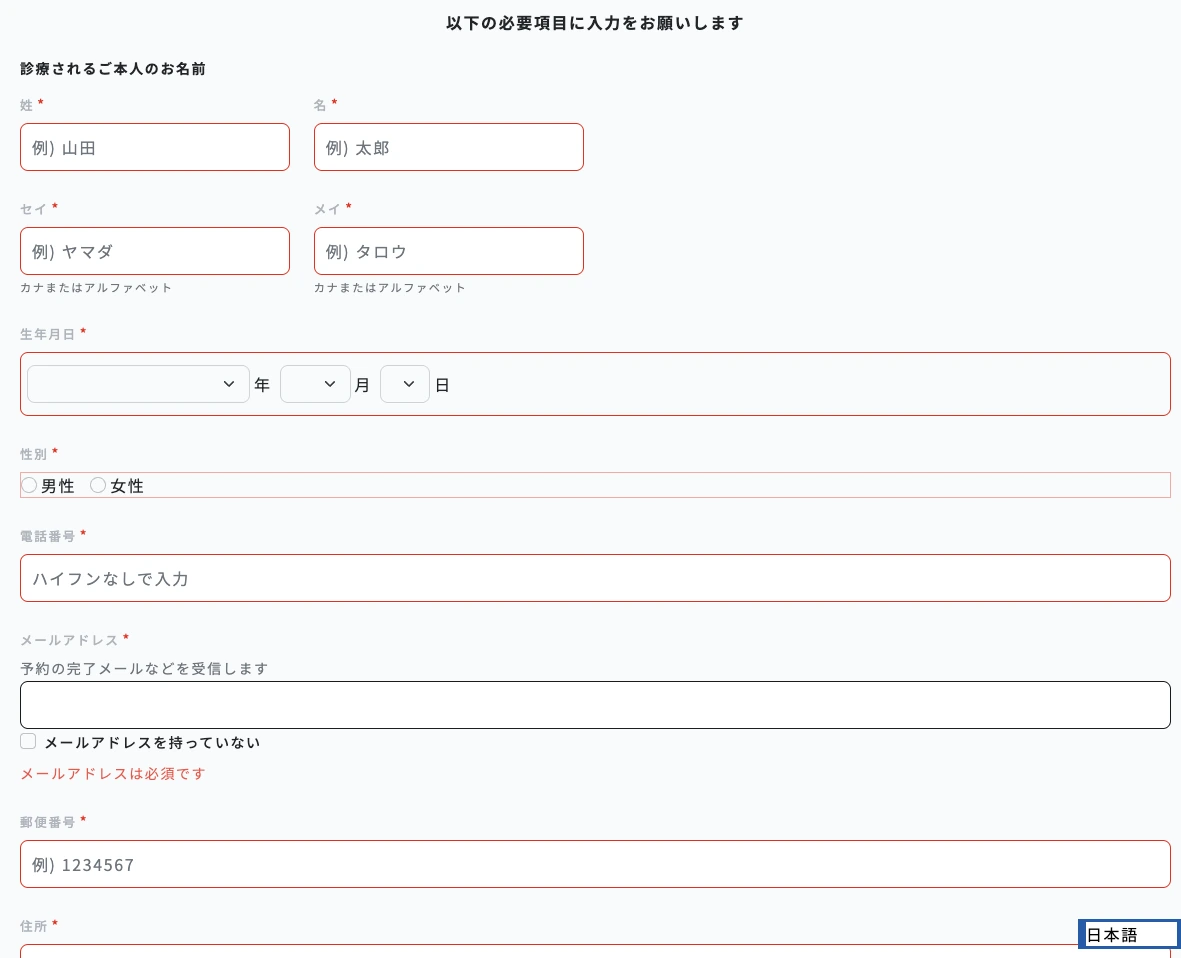 以下の必要項目に入力をお願いします
診療されるご本人のお名前
姓 * 名 *
例) 山田 例) 太郎
セイ * メイ *
例) ヤマダ 例) タロウ
カナまたはアルファベット カナまたはアルファベット
生年月日 *
年 月 日
性別 *
男性 女性
電話番号 *
ハイフンなしで入力
メールアドレス *
予約の完了メールなどを受信します
メールアドレスを持っていない
メールアドレスは必須です
郵便番号 *
例) 1234567
住所 *
日本語